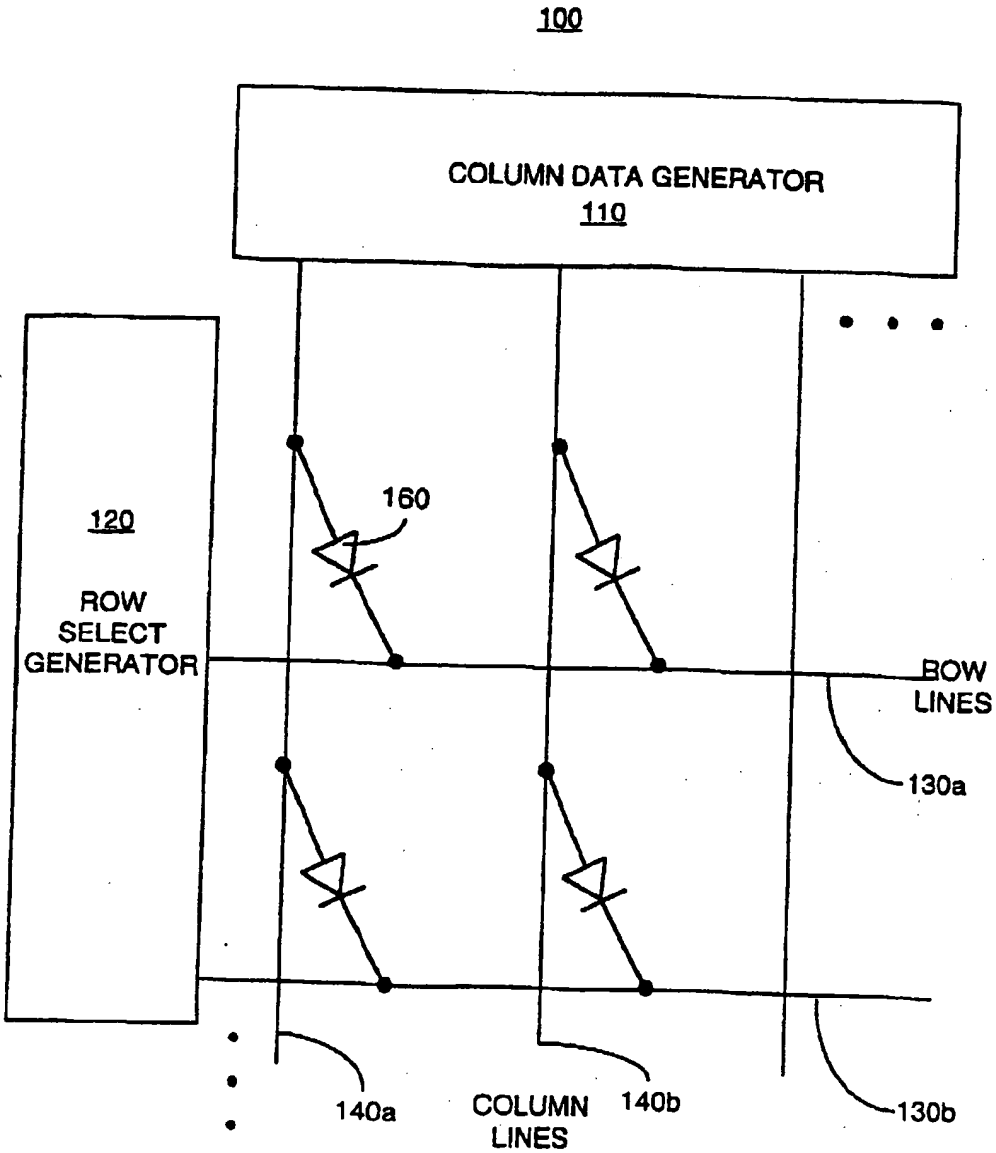 100
COLUMN DATA GENERATOR
110
120
ROW
SELECT
GENERATOR
160
ROW
LINES
130a
140a
COLUMN
LINES
140b
130b